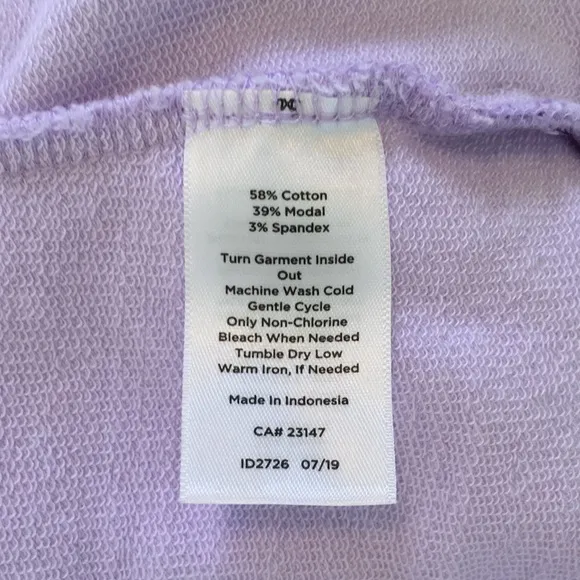 58% Cotton
39% Modal
3% Spandex
Turn Garment Inside
Out
Machine Wash Cold
Gentle Cycle
Only Non-Chlorine
Bleach When Needed
Tumble Dry Low
Warm Iron, If Needed
Made In Indonesia
CA# 23147
ID2726 07/19